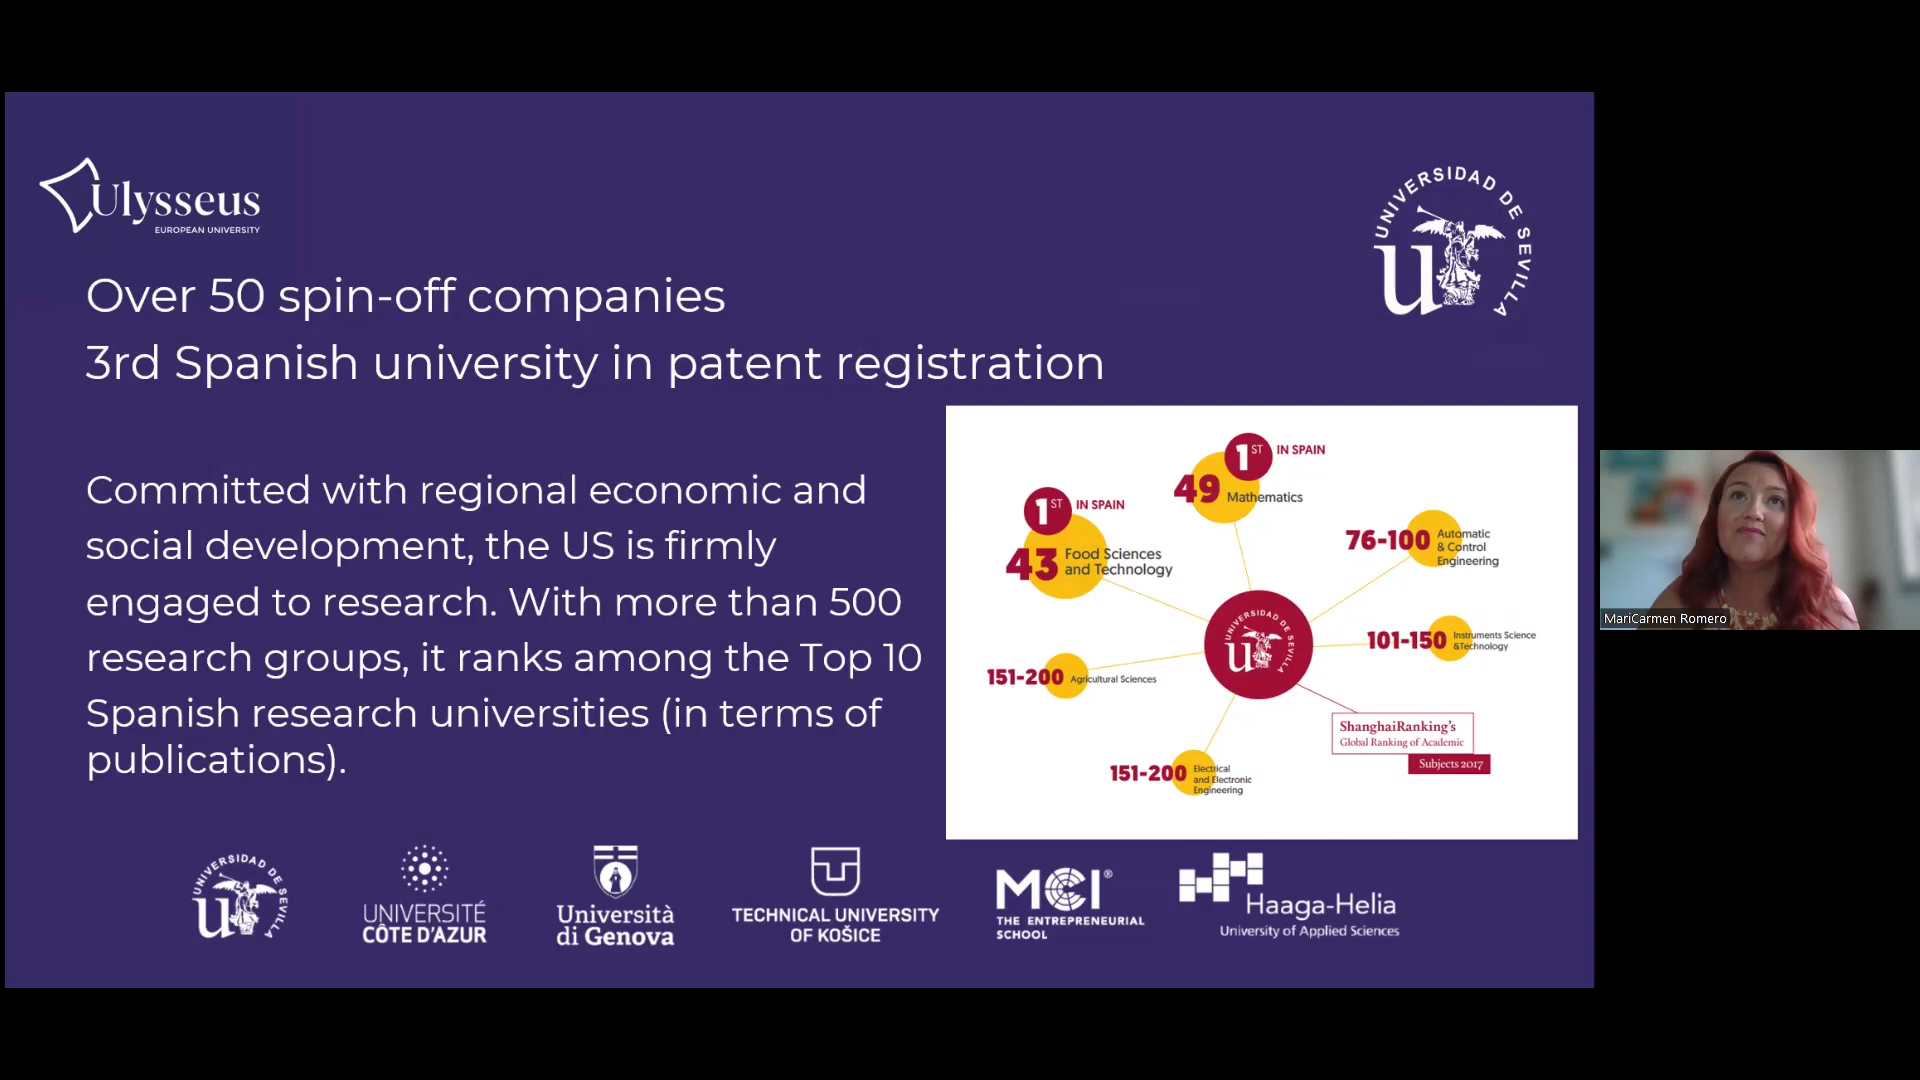 Ulysseus
EUROPEAN UNIVERSITY
UNIVERSIDAD DE SEVILLA
u
Over 50 spin-off companies
3rd Spanish university in patent registration
Committed with regional economic and
social development, the US is firmly
engaged to research. With more than 500
research groups, it ranks among the Top 10
Spanish research universities (in terms of
publications).
1ST IN SPAIN
49 Mathematics
1ST IN SPAIN
43 Food Sciences
and Technology
76-100 Automatic
& Control
Engineering
UNIVERSIDAD DE SEVILLA
u
101-150 Instruments Science
&Technology
151-200 Agricultural Sciences
ShanghaiRanking's
Global Ranking of Academic
Subjects 2017
151-200 Electrical
and Electronic
Engineering
UNIVERSIDAD DE SEVILLA
u
UNIVERSITÉ
CÔTE D'AZUR
Università
di Genova
TECHNICAL UNIVERSITY
OF KOŠICE
MCI®
THE ENTREPRENEURIAL
SCHOOL
Haaga-Helia
University of Applied Sciences
MariCarmen Romero